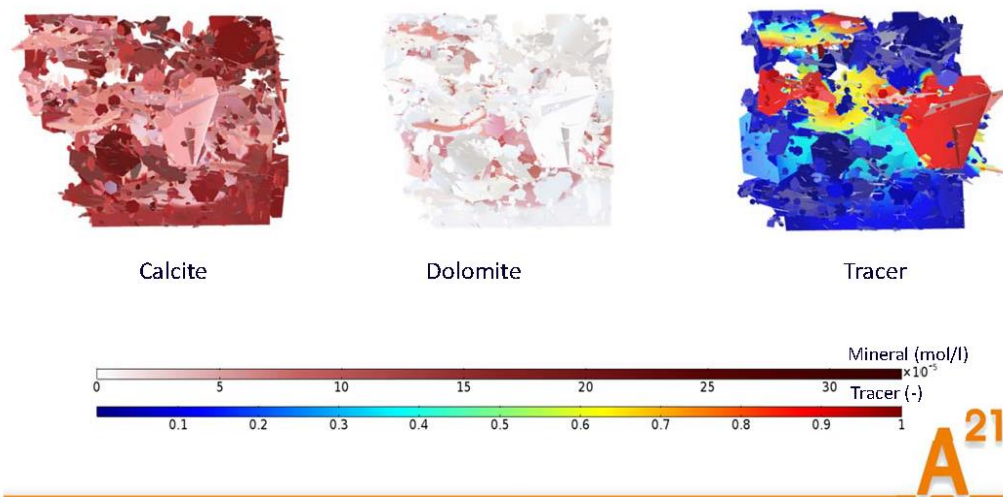 Calcite Dolomite Tracer
Mineral (mol/l)
0 5 10 15 20 25 30 ×10⁻⁵
Tracer (-)
0.1 0.2 0.3 0.4 0.5 0.6 0.7 0.8 0.9 1
A²¹